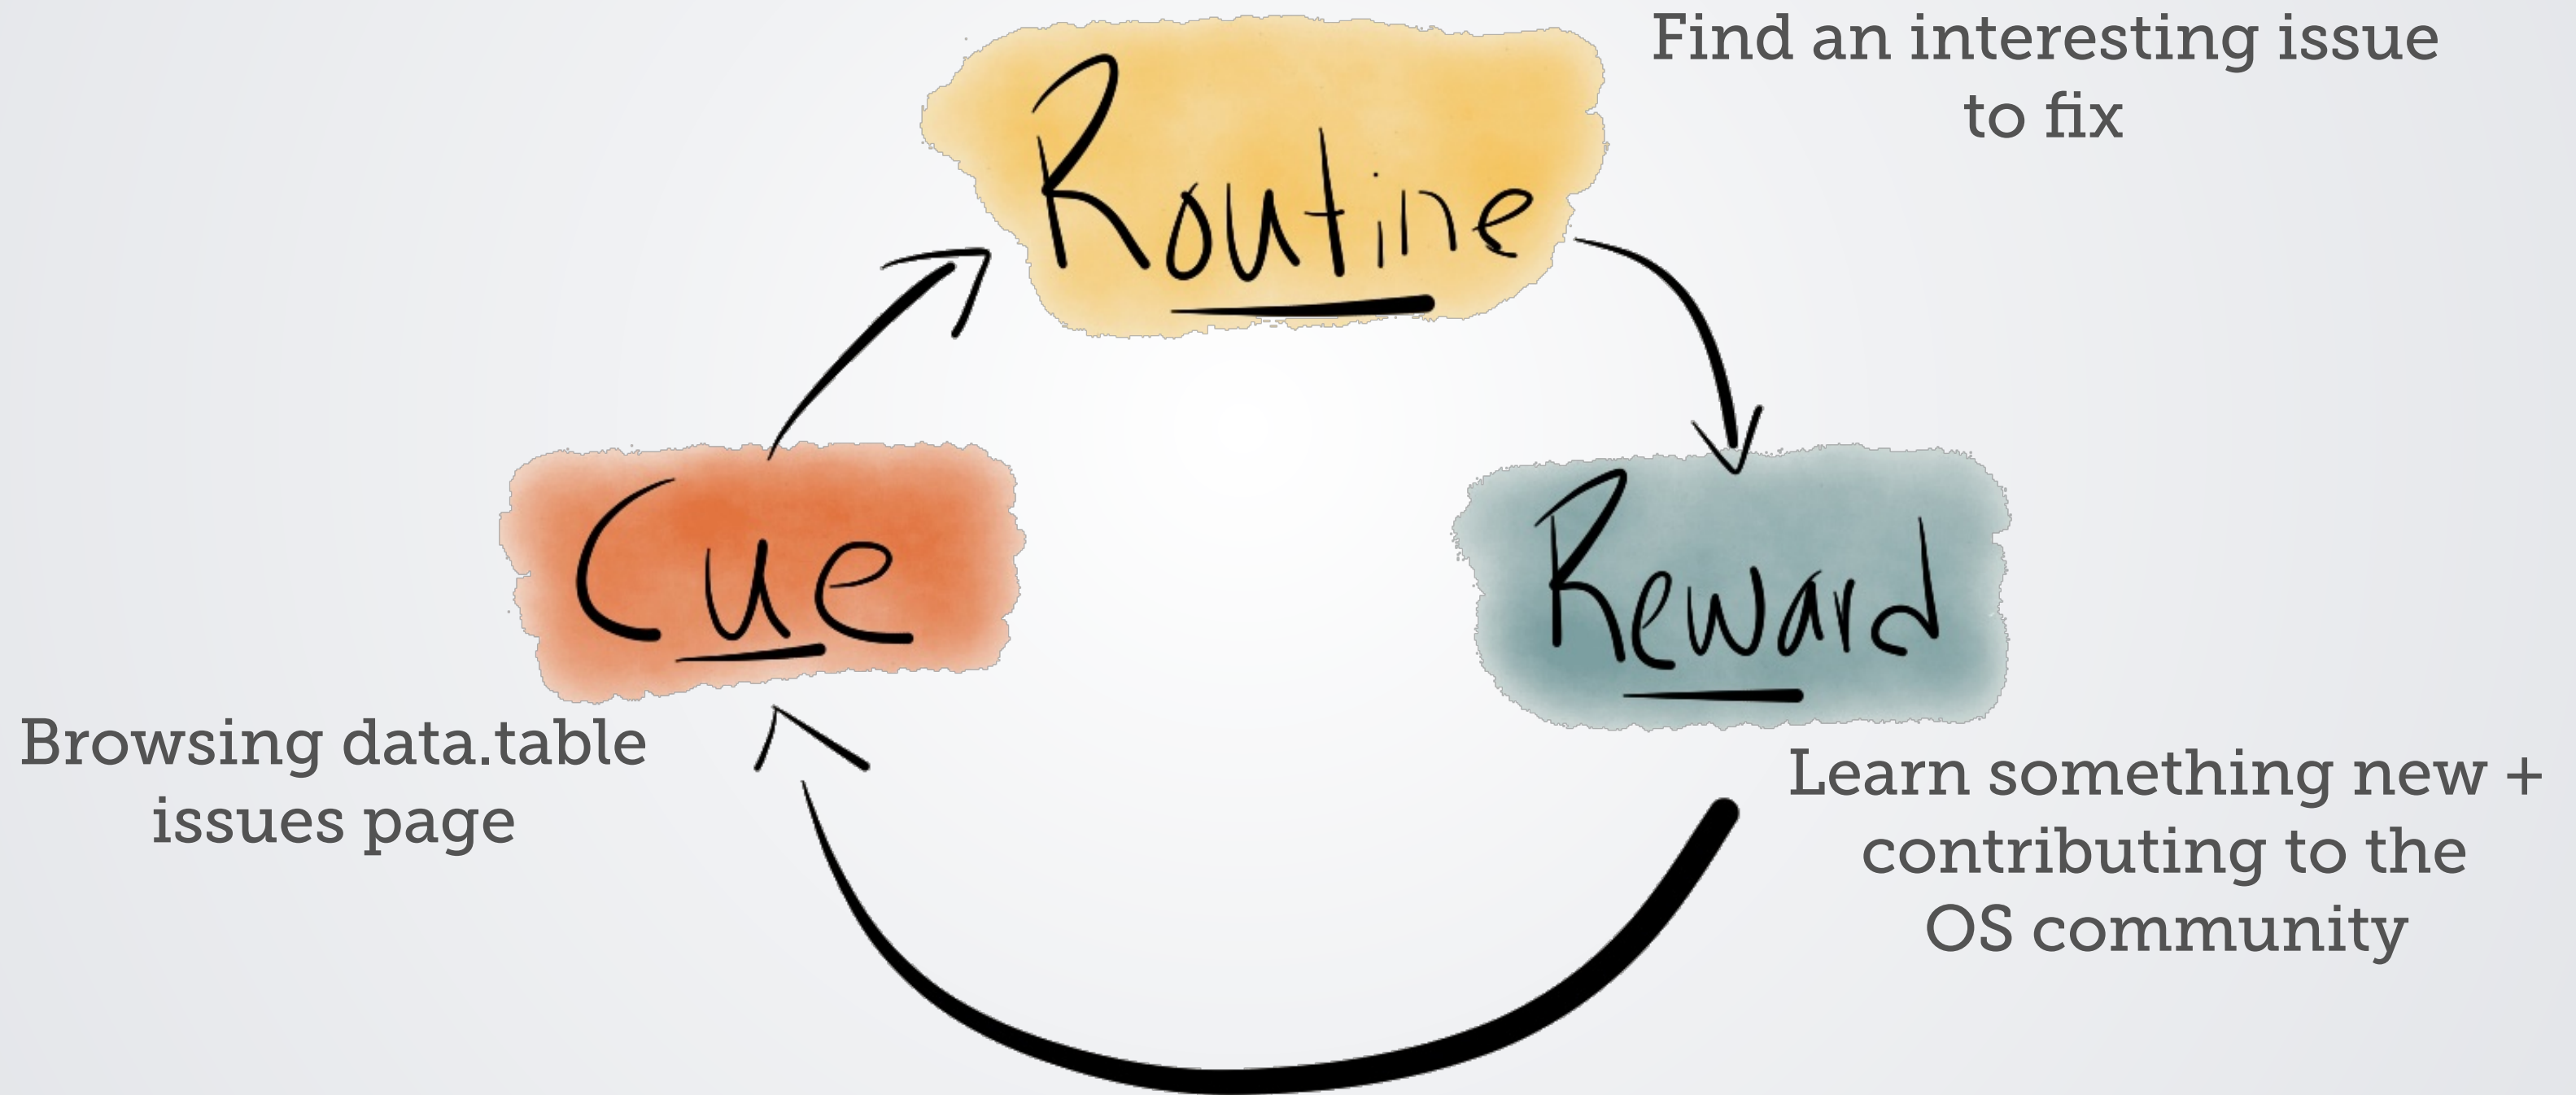 Find an interesting issue
to fix
Routine
Cue
Reward
Browsing data.table
issues page
Learn something new +
contributing to the
OS community